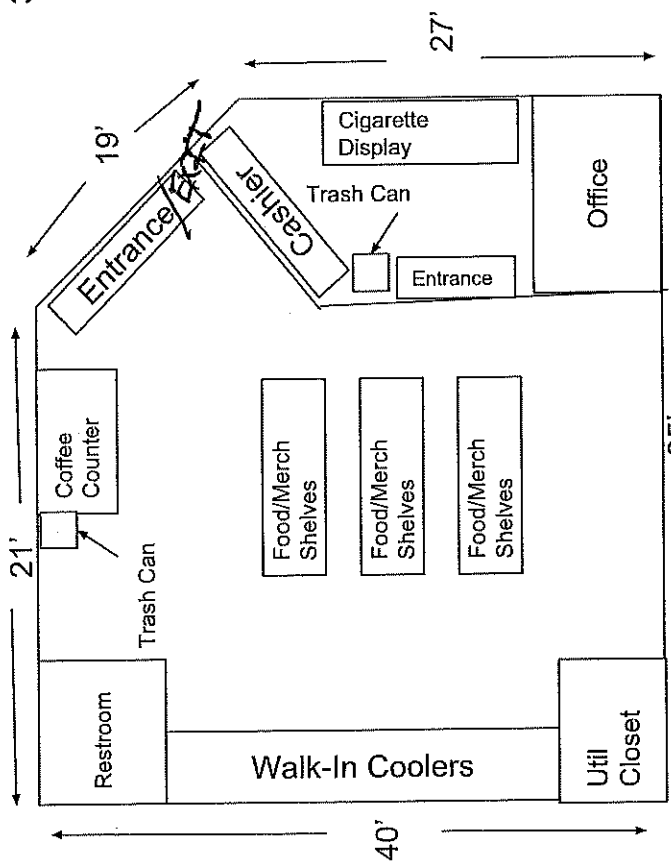 19'
27'
21'
40'
Entrance
Cashier
Cigarette
Display
Trash Can
Entrance
Office
Coffee
Counter
Trash Can
Food/Merch
Shelves
Food/Merch
Shelves
Food/Merch
Shelves
Restroom
Walk-In Coolers
Util
Closet